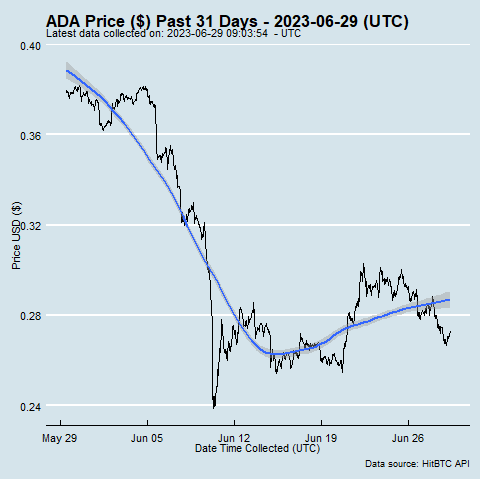 ADA Price ($) Past 31 Days - 2023-06-29 (UTC)
Latest data collected on: 2023-06-29 09:03:54 - UTC
0.40
0.36
0.32
0.28
0.24
Price USD ($)
May 29 Jun 05 Jun 12 Jun 19 Jun 26
Date Time Collected (UTC)
Data source: HitBTC API